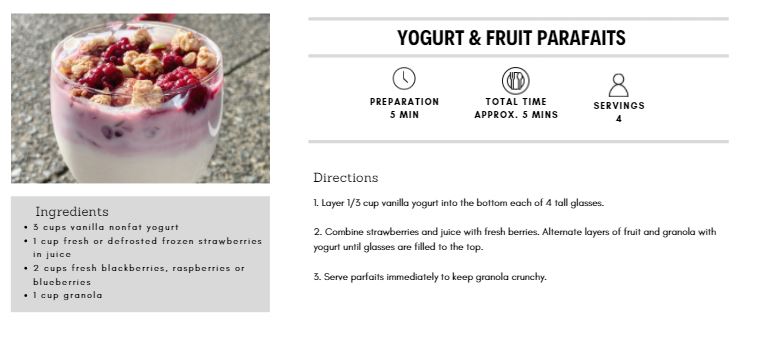 YOGURT & FRUIT PARAFAITS
PREPARATION
5 MIN
TOTAL TIME
APPROX. 5 MINS
SERVINGS
4
Ingredients
• 3 cups vanilla nonfat yogurt
• 1 cup fresh or defrosted frozen strawberries
in juice
• 2 cups fresh blackberries, raspberries or
blueberries
• 1 cup granola
Directions
1. Layer 1/3 cup vanilla yogurt into the bottom each of 4 tall glasses.
2. Combine strawberries and juice with fresh berries. Alternate layers of fruit and granola with
yogurt until glasses are filled to the top.
3. Serve parfaits immediately to keep granola crunchy.